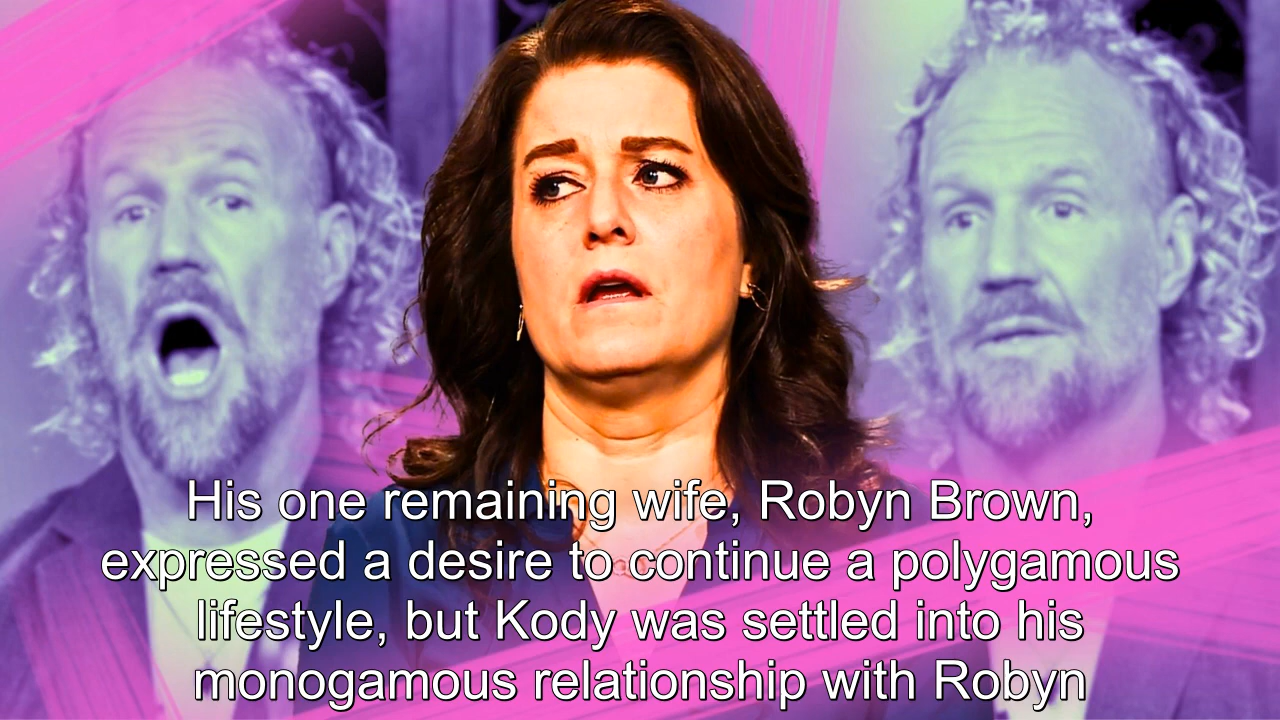 His one remaining wife, Robyn Brown,
expressed a desire to continue a polygamous
lifestyle, but Kody was settled into his
monogamous relationship with Robyn